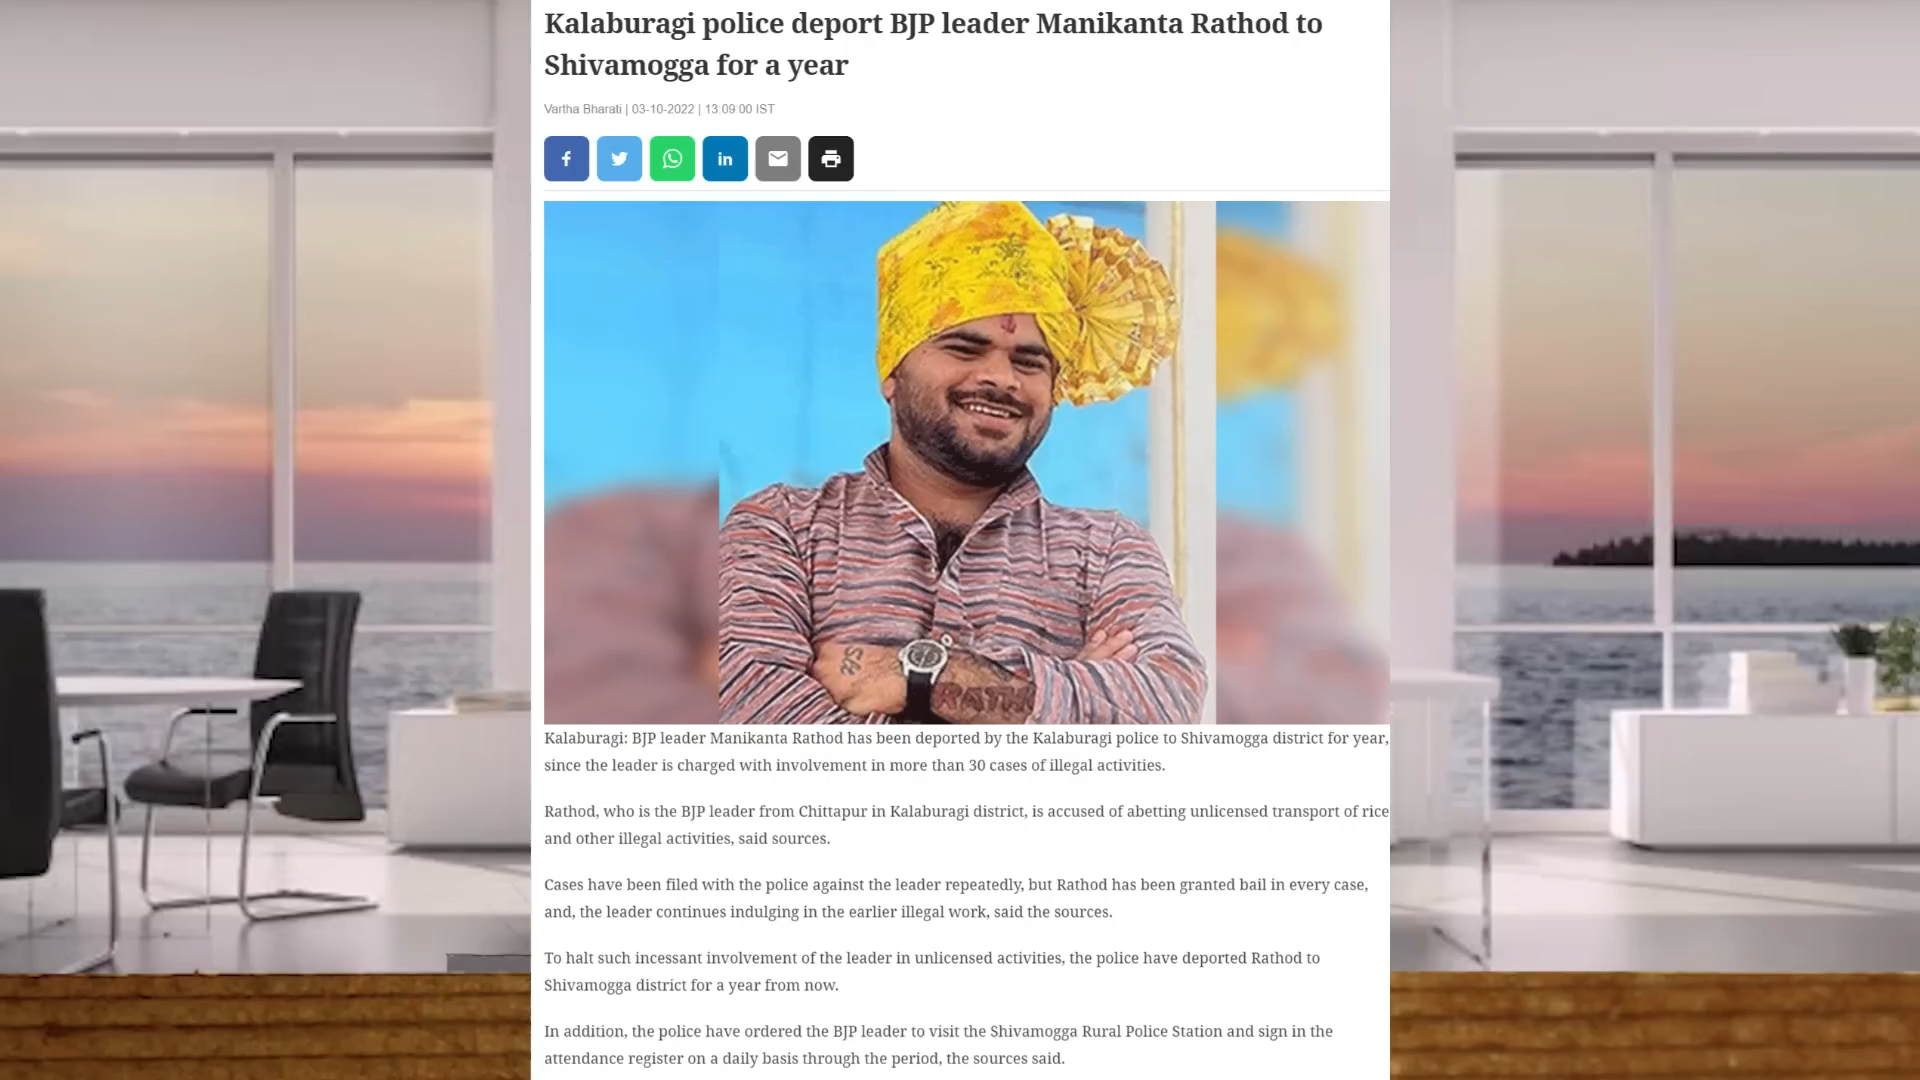 Kalaburagi police deport BJP leader Manikanta Rathod to
Shivamogga for a year
Vartha Bharati | 03-10-2022 | 13:09:00 IST
f
in
RATH
Kalaburagi: BJP leader Manikanta Rathod has been deported by the Kalaburagi police to Shivamogga district for year,
since the leader is charged with involvement in more than 30 cases of illegal activities.
Rathod, who is the BJP leader from Chittapur in Kalaburagi district, is accused of abetting unlicensed transport of rice
and other illegal activities, said sources.
Cases have been filed with the police against the leader repeatedly, but Rathod has been granted bail in every case,
and, the leader continues indulging in the earlier illegal work, said the sources.
To halt such incessant involvement of the leader in unlicensed activities, the police have deported Rathod to
Shivamogga district for a year from now.
In addition, the police have ordered the BJP leader to visit the Shivamogga Rural Police Station and sign in the
attendance register on a daily basis through the period, the sources said.